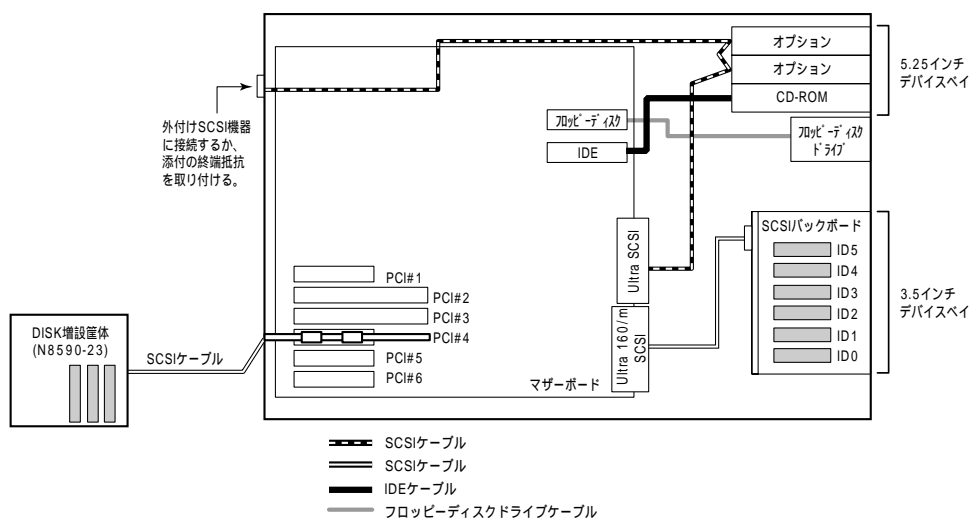 オプション
オプション
CD-ROM
5.25インチ
デバイスベイ
外付けSCSI機器
に接続するか、
添付の終端抵抗
を取り付ける。
フロッピーディスク
IDE
フロッピーディスク
ドライブ
Ultra SCSI
Ultra 160/m
SCSI
SCSIバックボード
ID5
ID4
ID3
ID2
ID1
ID0
3.5インチ
デバイスベイ
PCI#1
PCI#2
PCI#3
PCI#4
PCI#5
PCI#6
マザーボード
DISK増設筐体
(N8590-23)
SCSIケーブル
SCSIケーブル
SCSIケーブル
IDEケーブル
フロッピーディスクドライブケーブル